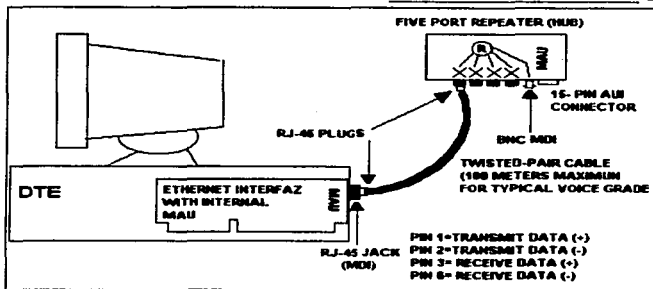 FIVE PORT REPEATER (HUB)
R
MAU
15- PIN AUI
CONNECTOR
RJ-45 PLUGS
BNC MDI
TWISTED-PAIR CABLE
(100 METERS MAXIMUN
FOR TYPICAL VOICE GRADE
DTE
ETHERNET INTERFAZ
WITH INTERNAL
MAU
MAU
RJ-45 JACK
(MDI)
PIN 1=TRANSMIT DATA (+)
PIN 2=TRANSMIT DATA (-)
PIN 3= RECEIVE DATA (+)
PIN 6= RECEIVE DATA (-)